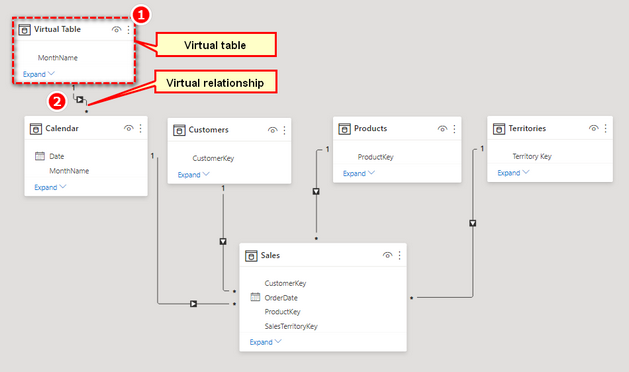 1
Virtual Table
MonthName
Expand
Virtual table
Virtual relationship
2
1
Calendar
Date
MonthName
Expand
Customers
CustomerKey
Expand
Products
ProductKey
Expand
Territories
Territory Key
Expand
1
1
1
1
Sales
CustomerKey
OrderDate
ProductKey
SalesTerritoryKey
Expand